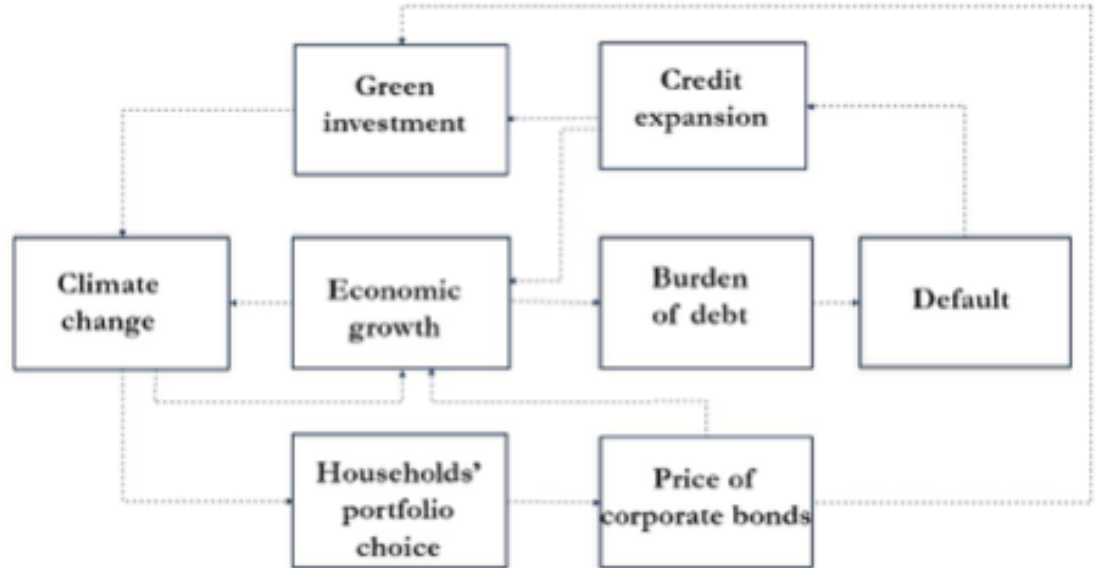 Green
investment
Credit
expansion
Climate
change
Economic
growth
Burden
of debt
Default
Households'
portfolio
choice
Price of
corporate bonds